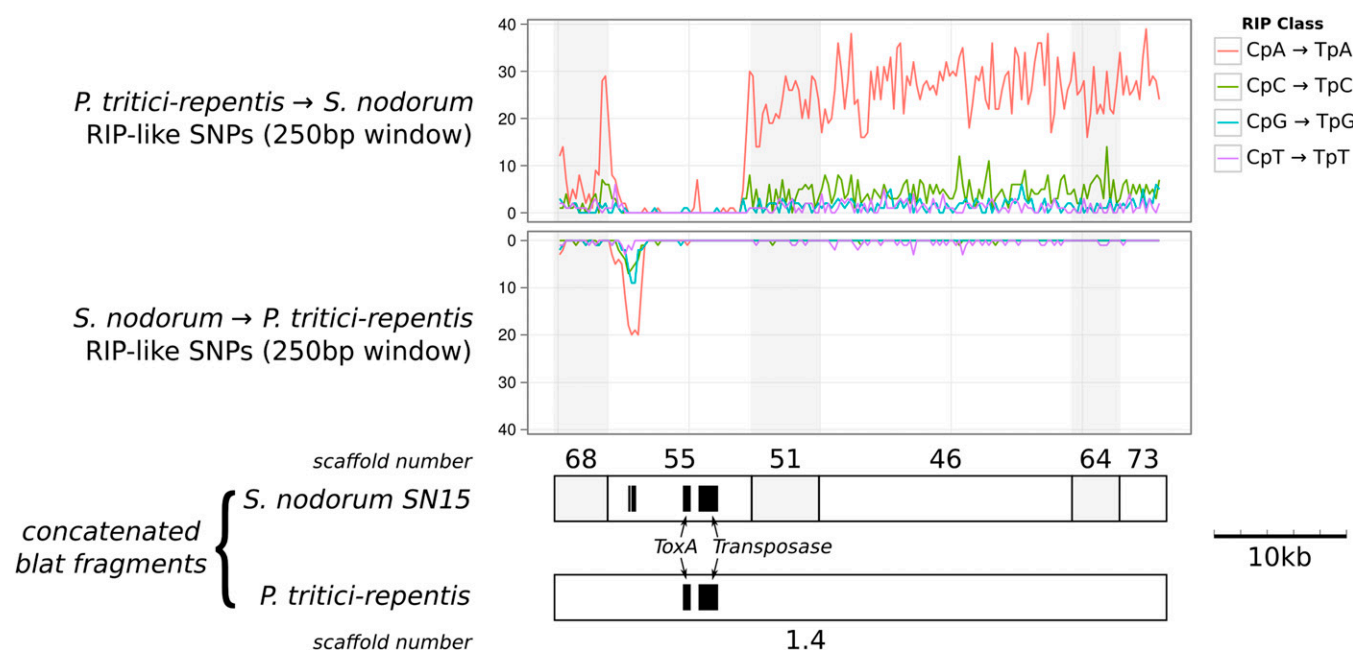 RIP Class
CpA → TpA
CpC → TpC
CpG → TpG
CpT → TpT
40
30
20
10
0
P. tritici-repentis → S. nodorum
RIP-like SNPs (250bp window)
0
10
20
30
40
S. nodorum → P. tritici-repentis
RIP-like SNPs (250bp window)
scaffold number 68 55 51 46 64 73
S. nodorum SN15
concatenated
blat fragments
ToxA Transposase
10kb
P. tritici-repentis
scaffold number 1.4